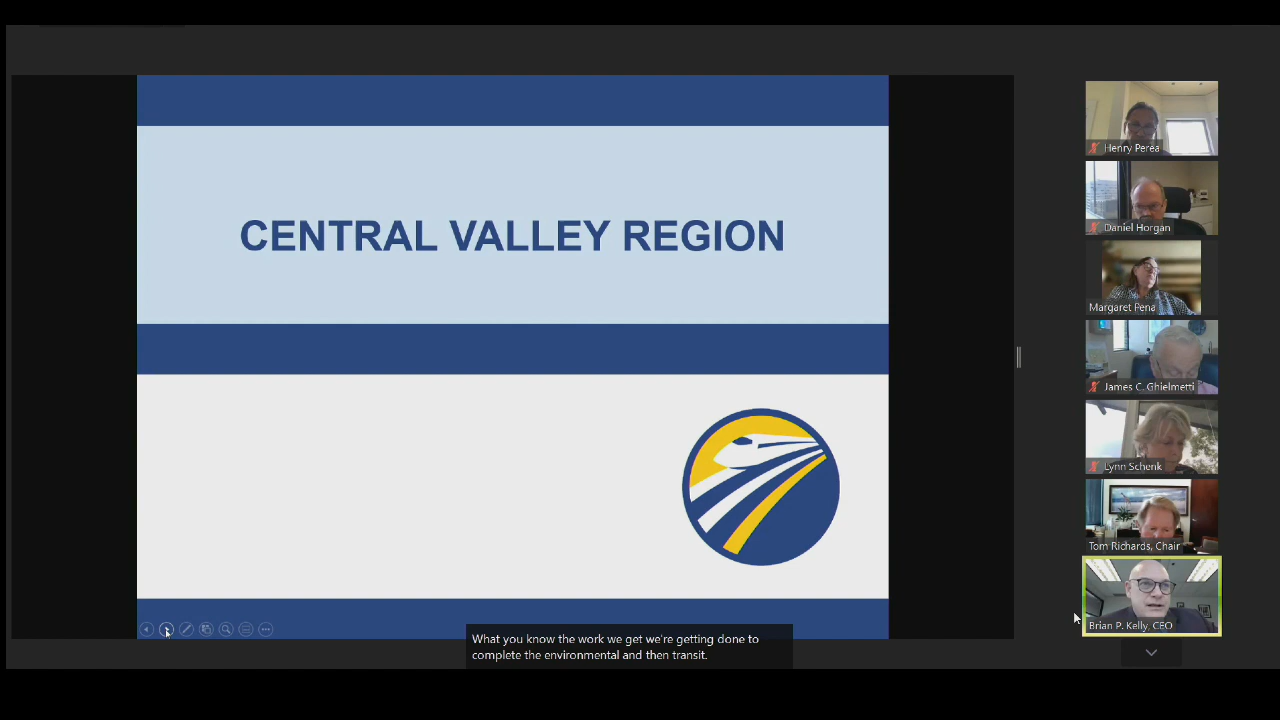 CENTRAL VALLEY REGION
Henry Perea
Daniel Horgan
Margaret Pena
James C. Ghielmetti
Lynn Schenk
Tom Richards, Chair
Brian P. Kelly, CEO
What you know the work we get we're getting done to
complete the environmental and then transit.